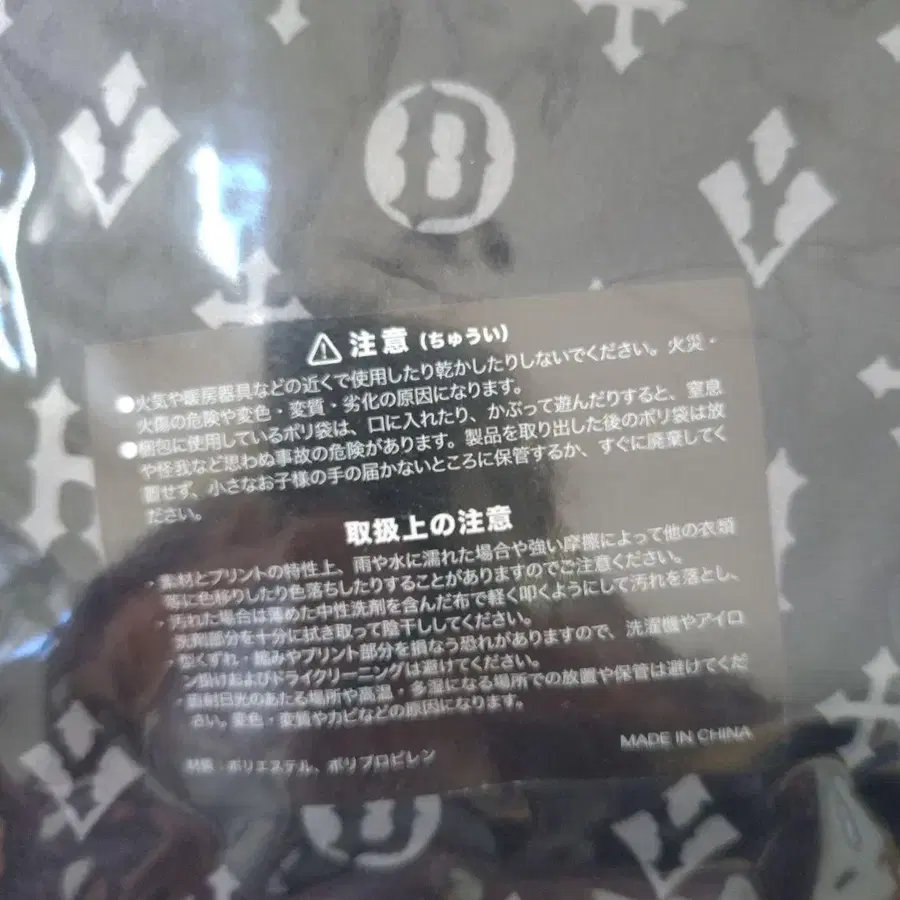 D
注意 (ちゅうい)
●火気や暖房器具などの近くで使用したり乾かしたりしないでください。火災・
火傷の危険や変色・変質・劣化の原因になります。
●梱包に使用しているポリ袋は、口に入れたり、かぶって遊んだりすると、窒息
や怪我など思わぬ事故の危険があります。製品を取り出した後のポリ袋は放
置せず、小さなお子様の手の届かないところに保管するか、すぐに廃棄してく
ださい。
取扱上の注意
・素材とプリントの特性上、雨や水に濡れた場合や強い摩擦によって他の衣類
等に色移りしたり色落ちしたりすることがありますのでご注意ください。
・汚れた場合は薄めた中性洗剤を含んだ布で軽く叩くようにして汚れを落とし、
洗剤部分を十分に拭き取って陰干ししてください。
・型くずれ・縮みやプリント部分を損なう恐れがありますので、洗濯機やアイロ
ン掛けおよびドライクリーニングは避けてください。
・直射日光のあたる場所や高温・多湿になる場所での放置や保管は避けてくだ
さい。変色・変質やカビなどの原因になります。
材質：ポリエステル、ポリプロピレン
MADE IN CHINA